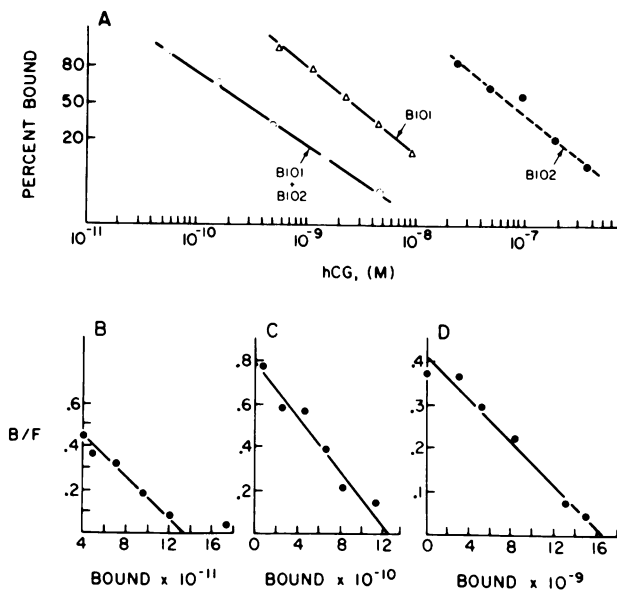 A
PERCENT BOUND
80
50
20
B101
B101
+
B102
B102
10⁻¹¹ 10⁻¹⁰ 10⁻⁹ 10⁻⁸ 10⁻⁷
hCG, (M)
B C D
B/F
.8
.6
.4
.2
.6
.4
.2
.4
.3
.2
.1
4 8 12 16
0 4 8 12
0 4 8 12 16
BOUND x 10⁻¹¹ BOUND x 10⁻¹⁰ BOUND x 10⁻⁹